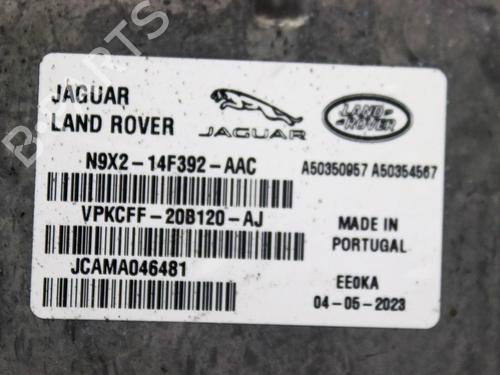 JAGUAR
LAND ROVER
JAGUAR
LAND-
ROVER
N9X2-14F392-AAC
A50350957 A50354567
VPKCFF-20B120-AJ
MADE IN
PORTUGAL
JCAMA046481
EE0KA
04-05-2023
PARTS